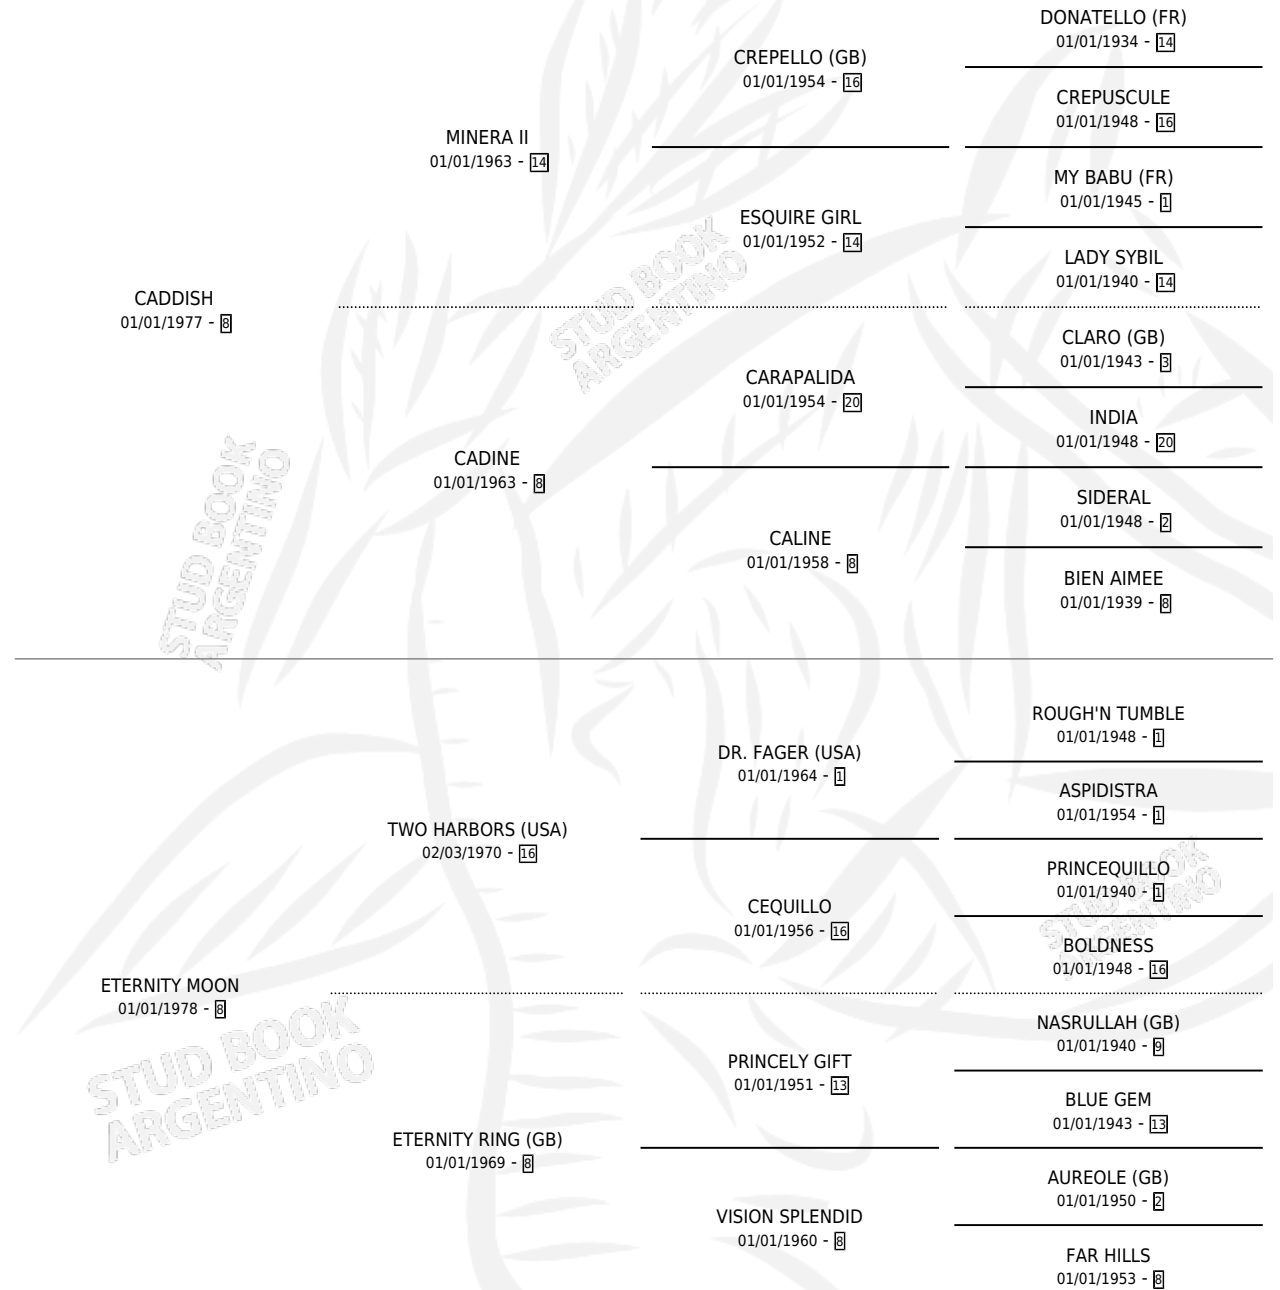 DONATELLO (FR)
01/01/1934 - 14
CREPELLO (GB)
01/01/1954 - 16
CREPUSCULE
01/01/1948 - 16
MINERA II
01/01/1963 - 14
MY BABU (FR)
01/01/1945 - 1
ESQUIRE GIRL
01/01/1952 - 14
LADY SYBIL
01/01/1940 - 14
CADDISH
01/01/1977 - 8
STUD BOOK
ARGENTINO
CLARO (GB)
01/01/1943 - 3
CARAPALIDA
01/01/1954 - 20
INDIA
01/01/1948 - 20
CADINE
01/01/1963 - 8
SIDERAL
01/01/1948 - 2
CALINE
01/01/1958 - 8
BIEN AIMEE
01/01/1939 - 8
STUD BOOK
ARGENTINO
ROUGH'N TUMBLE
01/01/1948 - 1
DR. FAGER (USA)
01/01/1964 - 1
ASPIDISTRA
01/01/1954 - 1
TWO HARBORS (USA)
02/03/1970 - 16
PRINCEQUILLO
01/01/1940 - 1
CEQUILLO
01/01/1956 - 16
BOLDNESS
01/01/1948 - 16
STUD BOOK
ARGENTINO
ETERNITY MOON
01/01/1978 - 8
STUD BOOK
ARGENTINO
NASRULLAH (GB)
01/01/1940 - 9
PRINCELY GIFT
01/01/1951 - 13
BLUE GEM
01/01/1943 - 13
ETERNITY RING (GB)
01/01/1969 - 8
AUREOLE (GB)
01/01/1950 - 2
VISION SPLENDID
01/01/1960 - 8
FAR HILLS
01/01/1953 - 8